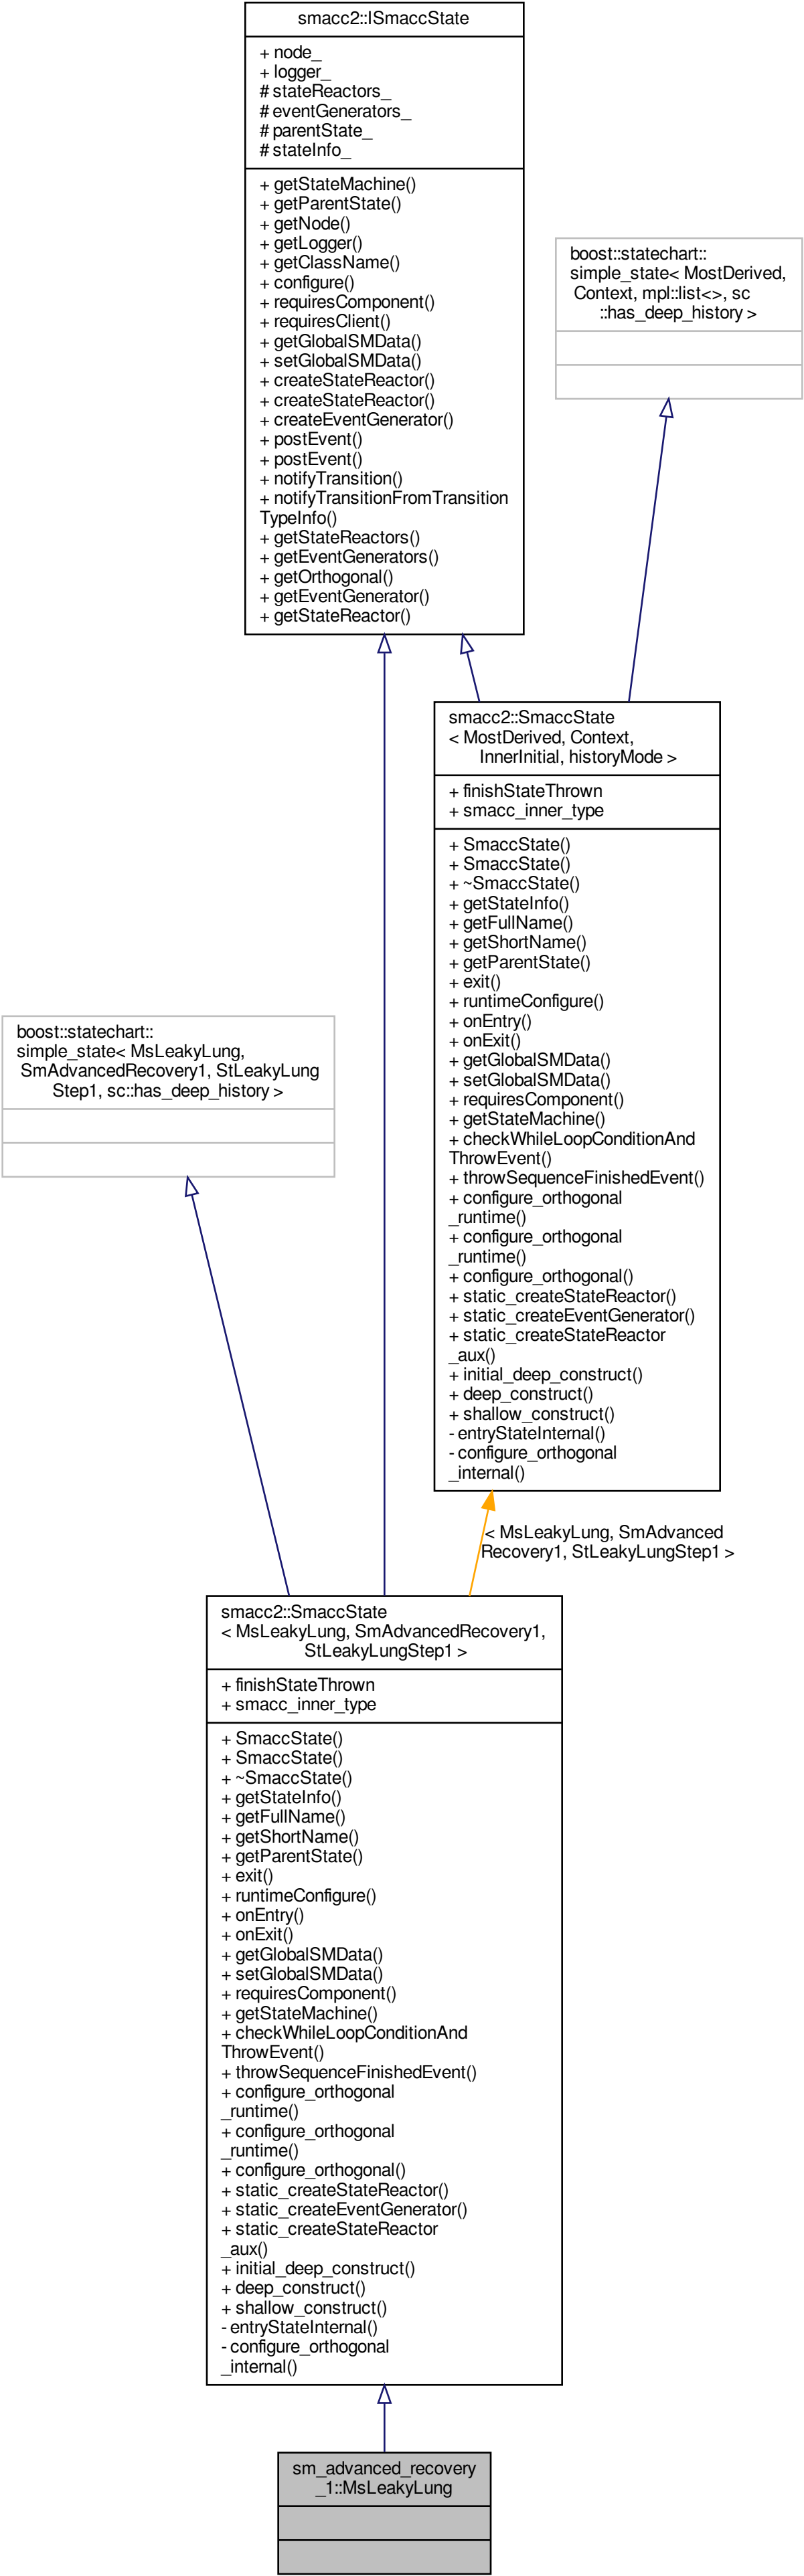 smacc2::ISmaccState
+ node_
+ logger_
# stateReactors_
# eventGenerators_
# parentState_
# stateInfo_
+ getStateMachine()
+ getParentState()
+ getNode()
+ getLogger()
+ getClassName()
+ configure()
+ requiresComponent()
+ requiresClient()
+ getGlobalSMData()
+ setGlobalSMData()
+ createStateReactor()
+ createStateReactor()
+ createEventGenerator()
+ postEvent()
+ postEvent()
+ notifyTransition()
+ notifyTransitionFromTransition
TypeInfo()
+ getStateReactors()
+ getEventGenerators()
+ getOrthogonal()
+ getEventGenerator()
+ getStateReactor()
boost::statechart::
simple_state< MostDerived,
Context, mpl::list<>, sc
::has_deep_history >
smacc2::SmaccState
< MostDerived, Context,
InnerInitial, historyMode >
+ finishStateThrown
+ smacc_inner_type
+ SmaccState()
+ SmaccState()
+ ~SmaccState()
+ getStateInfo()
+ getFullName()
+ getShortName()
+ getParentState()
+ exit()
+ runtimeConfigure()
+ onEntry()
+ onExit()
+ getGlobalSMData()
+ setGlobalSMData()
+ requiresComponent()
+ getStateMachine()
+ checkWhileLoopConditionAnd
ThrowEvent()
+ throwSequenceFinishedEvent()
+ configure_orthogonal
_runtime()
+ configure_orthogonal
_runtime()
+ configure_orthogonal()
+ static_createStateReactor()
+ static_createEventGenerator()
+ static_createStateReactor
_aux()
+ initial_deep_construct()
+ deep_construct()
+ shallow_construct()
- entryStateInternal()
- configure_orthogonal
_internal()
boost::statechart::
simple_state< MsLeakyLung,
SmAdvancedRecovery1, StLeakyLung
Step1, sc::has_deep_history >
< MsLeakyLung, SmAdvanced
Recovery1, StLeakyLungStep1 >
smacc2::SmaccState
< MsLeakyLung, SmAdvancedRecovery1,
StLeakyLungStep1 >
+ finishStateThrown
+ smacc_inner_type
+ SmaccState()
+ SmaccState()
+ ~SmaccState()
+ getStateInfo()
+ getFullName()
+ getShortName()
+ getParentState()
+ exit()
+ runtimeConfigure()
+ onEntry()
+ onExit()
+ getGlobalSMData()
+ setGlobalSMData()
+ requiresComponent()
+ getStateMachine()
+ checkWhileLoopConditionAnd
ThrowEvent()
+ throwSequenceFinishedEvent()
+ configure_orthogonal
_runtime()
+ configure_orthogonal
_runtime()
+ configure_orthogonal()
+ static_createStateReactor()
+ static_createEventGenerator()
+ static_createStateReactor
_aux()
+ initial_deep_construct()
+ deep_construct()
+ shallow_construct()
- entryStateInternal()
- configure_orthogonal
_internal()
sm_advanced_recovery
_1::MsLeakyLung